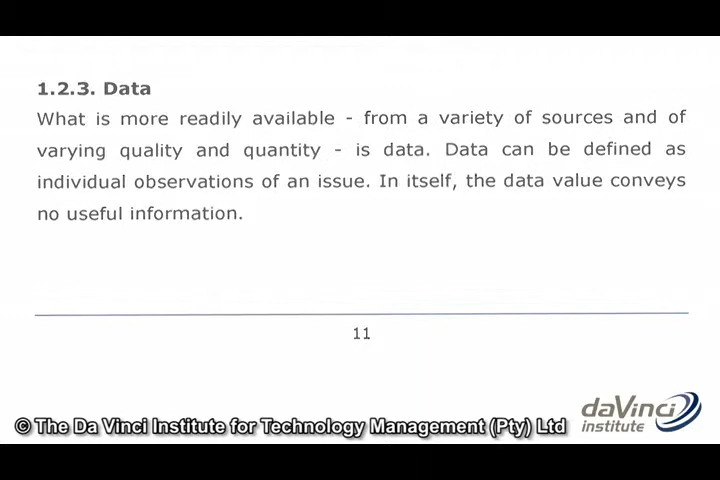 1.2.3. Data
What is more readily available - from a variety of sources and of
varying quality and quantity - is data. Data can be defined as
individual observations of an issue. In itself, the data value conveys
no useful information.
11
daVinci
institute
© The Da Vinci Institute for Technology Management (Pty) Ltd